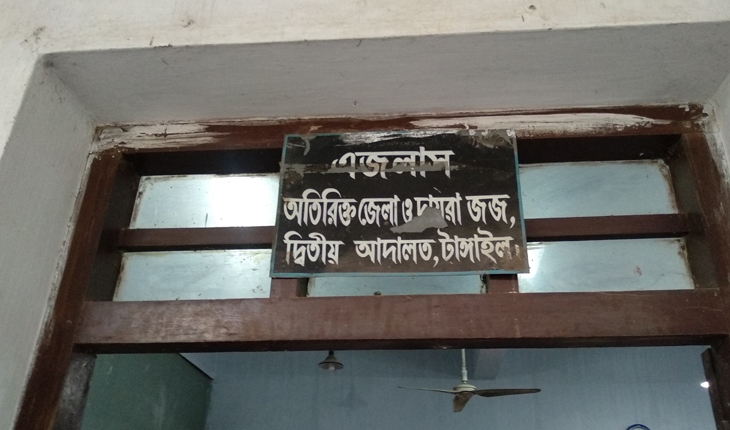 এজলাস
অতিরিক্ত জেলা ও দায়রা জজ,
দ্বিতীয় আদালত, টাঙ্গাইল